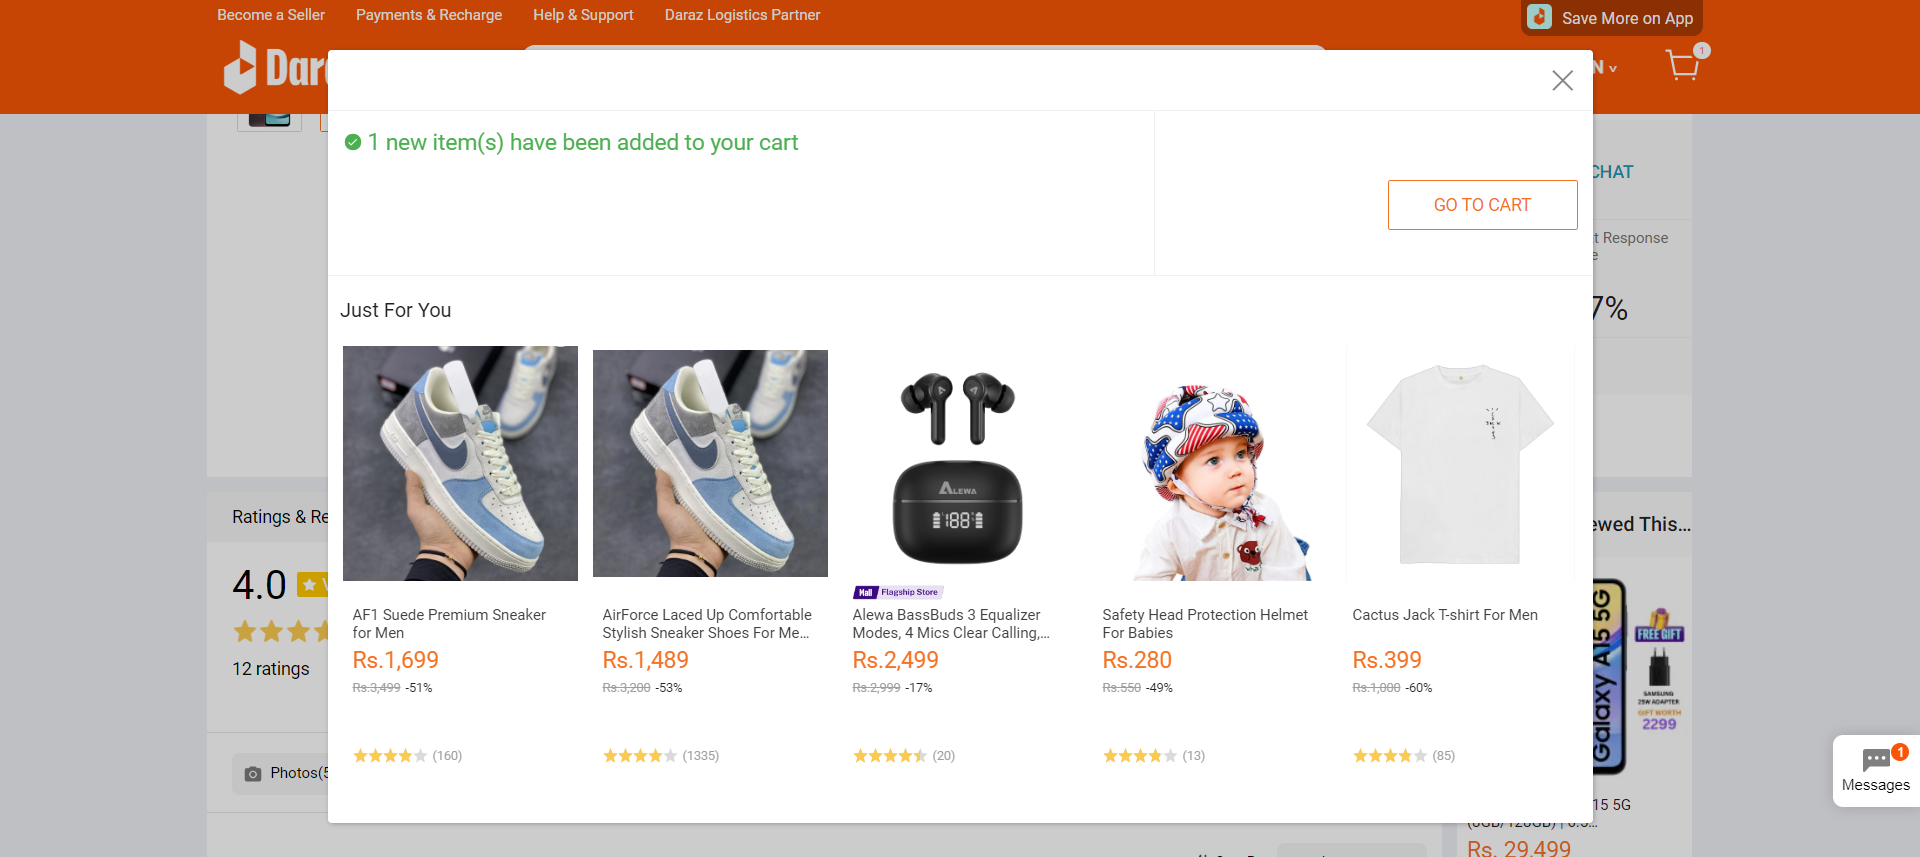 Become a Seller
Payments & Recharge
Help & Support
Daraz Logistics Partner
Save More on App
1
1 new item(s) have been added to your cart
CHAT
GO TO CART
Response
7%
Just For You
ALEWA
188
Mall Flagship Store
AF1 Suede Premium Sneaker
for Men
Rs.1,699
Rs.3,499 -51%
(160)
AirForce Laced Up Comfortable
Stylish Sneaker Shoes For Me...
Rs.1,489
Rs.3,200 -53%
(1335)
Alewa BassBuds 3 Equalizer
Modes, 4 Mics Clear Calling,...
Rs.2,499
Rs.2,999 -17%
(20)
Safety Head Protection Helmet
For Babies
Rs.280
Rs.550 -49%
(13)
Cactus Jack T-shirt For Men
Rs.399
Rs.1,000 -60%
(85)
Ratings &
4.0
12 ratings
Photos(5
This...
Galaxy A15 5G
FREE GIFT
SAMSUNG
25W ADAPTER
GIFT WORTH
2299
1
Messages
15 5G
Rs. 29,499